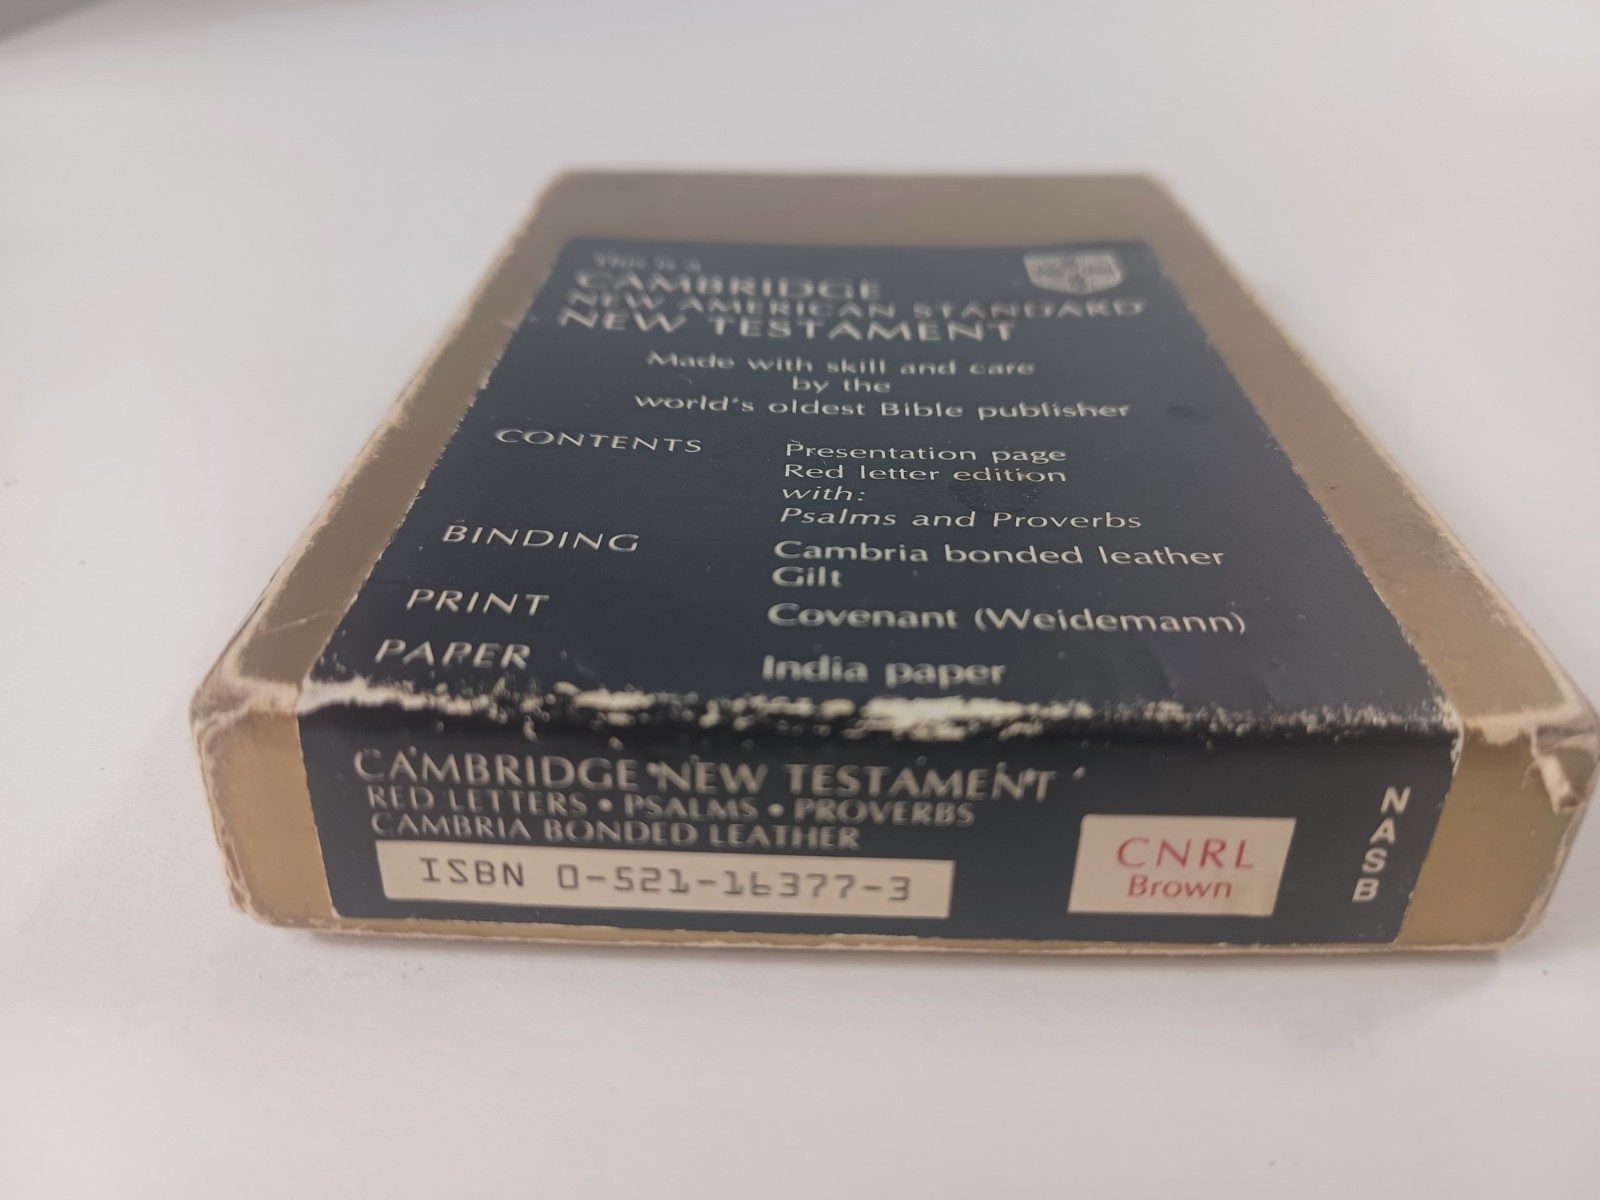 This is a
CAMBRIDGE
NEW AMERICAN STANDARD
NEW TESTAMENT
Made with skill and care
by the
world's oldest Bible publisher
CONTENTS Presentation page
Red letter edition
with:
Psalms and Proverbs
BINDING Cambria bonded leather
Gilt
PRINT Covenant (Weidemann)
PAPER India paper
CAMBRIDGE NEW TESTAMENT
RED LETTERS • PSALMS • PROVERBS
CAMBRIA BONDED LEATHER
ISBN 0-521-16377-3
CNRL
Brown
NASB